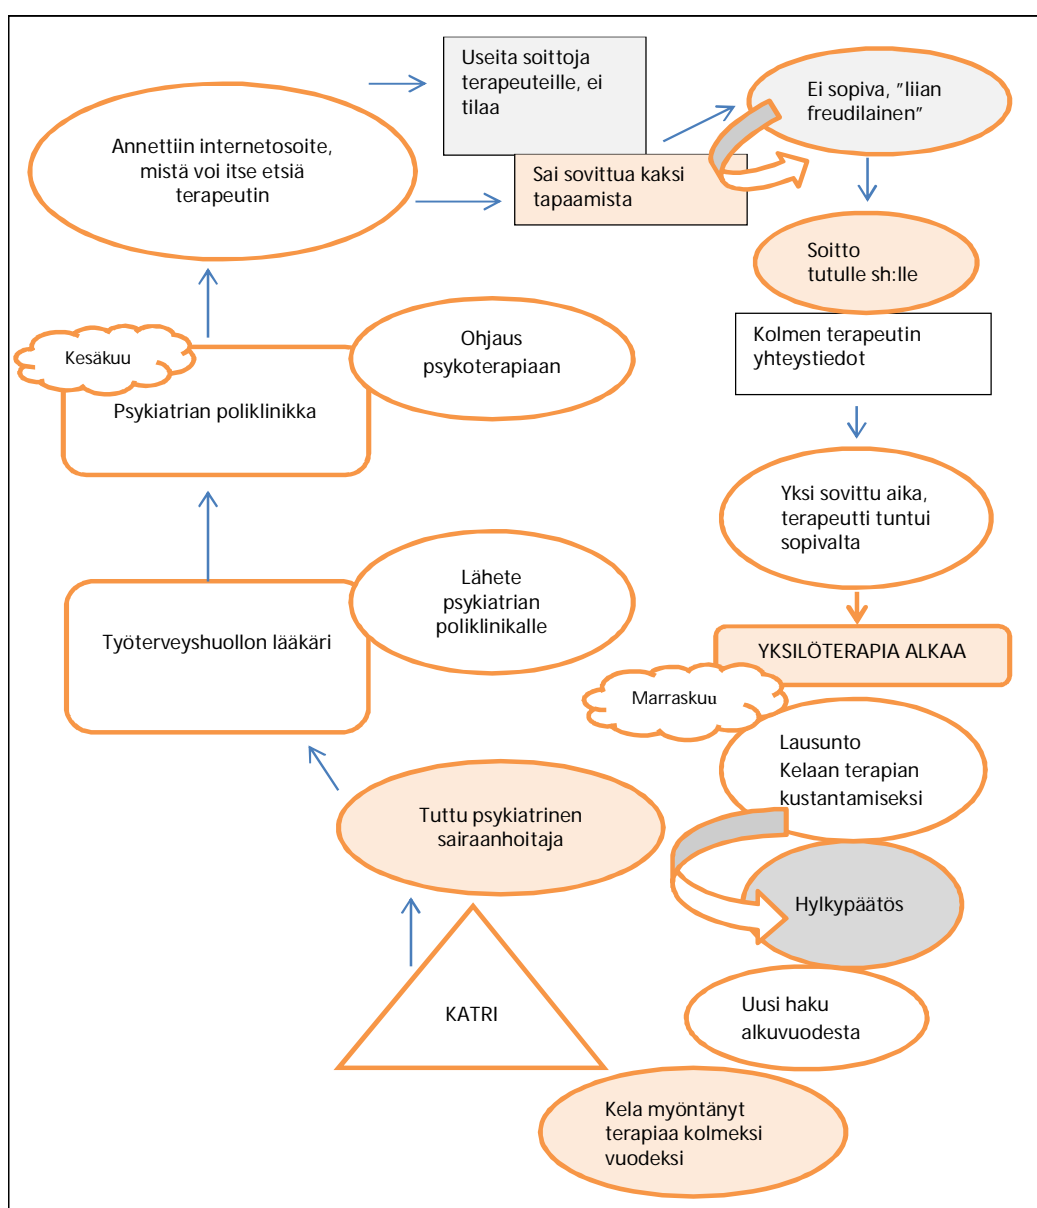 Useita soittoja
terapeuteille, ei
tilaa
Ei sopiva, ”liian
freudilainen”
Annettiin internetosoite,
mistä voi itse etsiä
terapeutin
Sai sovittua kaksi
tapaamista
Soitto
tutulle sh:lle
Kolmen terapeutin
yhteystiedot
Kesäkuu
Ohjaus
psykoterapiaan
Psykiatrian poliklinikka
Yksi sovittu aika,
terapeutti tuntui
sopivalta
Lähete
psykiatrian
poliklinikalle
Työterveyshuollon lääkäri
YKSILÖTERAPIA ALKAA
Marraskuu
Lausunto
Kelaan terapian
kustantamiseksi
Tuttu psykiatrinen
sairaanhoitaja
Hylkypäätös
KATRI
Uusi haku
alkuvuodesta
Kela myöntänyt
terapiaa kolmeksi
vuodeksi